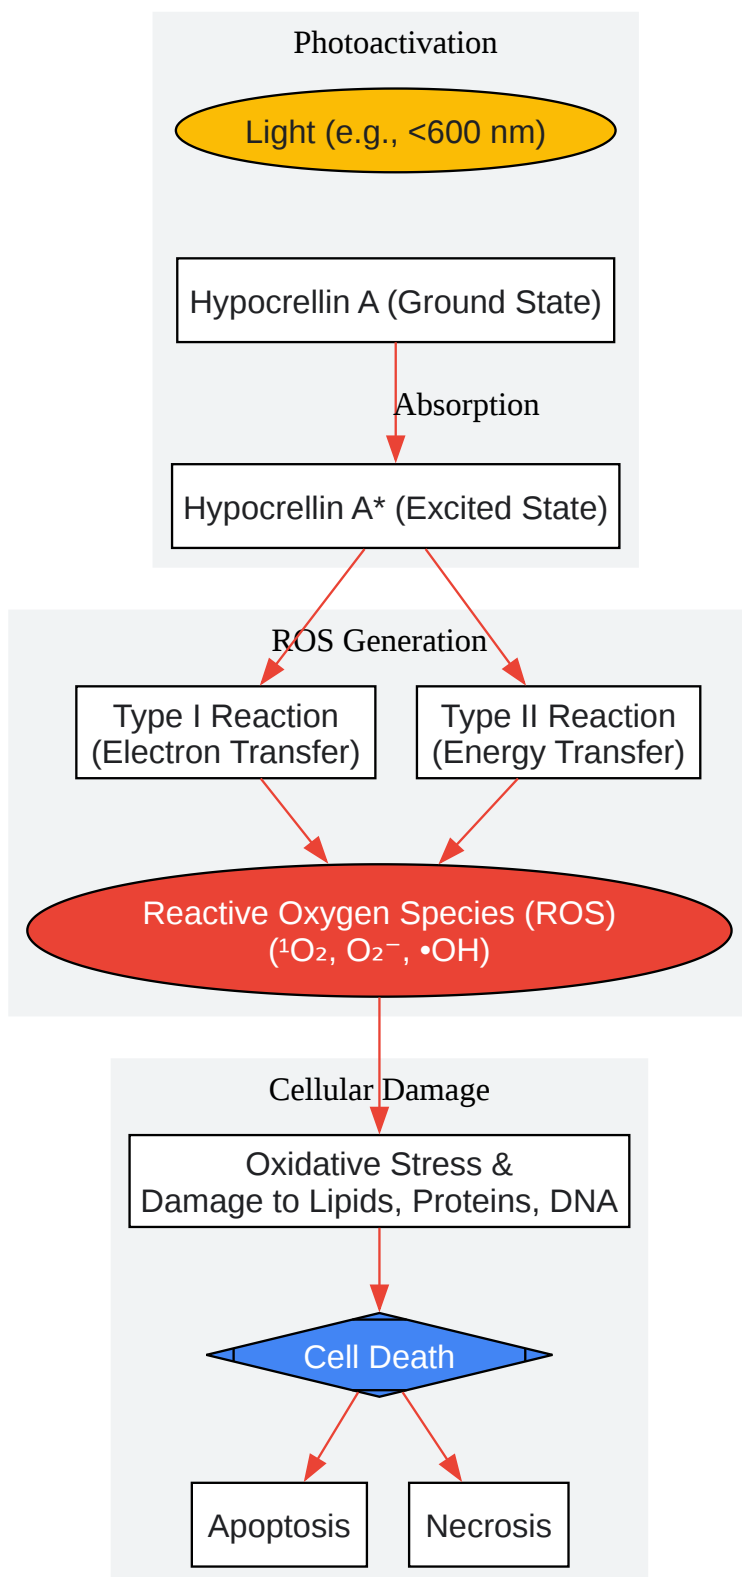 Photoactivation
Light (e.g., <600 nm)
Hypocrellin A (Ground State)
Absorption
Hypocrellin A* (Excited State)
ROS Generation
Type I Reaction
(Electron Transfer)
Type II Reaction
(Energy Transfer)
Reactive Oxygen Species (ROS)
(¹O₂, O₂⁻, •OH)
Cellular Damage
Oxidative Stress &
Damage to Lipids, Proteins, DNA
Cell Death
Apoptosis
Necrosis